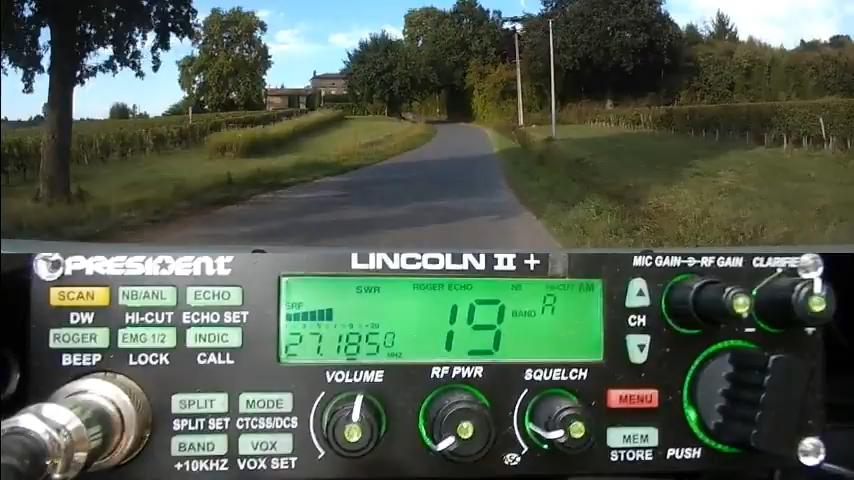 PRESIDENT
LINCOLN II +
MIC GAIN RF GAIN CLARIFIER
SCAN NB/ANL ECHO
DW HI-CUT ECHO SET
ROGER EMG 1/2 INDIC
BEEP LOCK CALL
SRF SWR ROGER ECHO NB HI-CUT AM
19 BAND A
27.1850 MHz
CH
VOLUME RF PWR SQUELCH
SPLIT MODE
SPLIT SET CTCSS/DCS
BAND VOX
+10KHz VOX SET
ASC
MENU
MEM
STORE PUSH